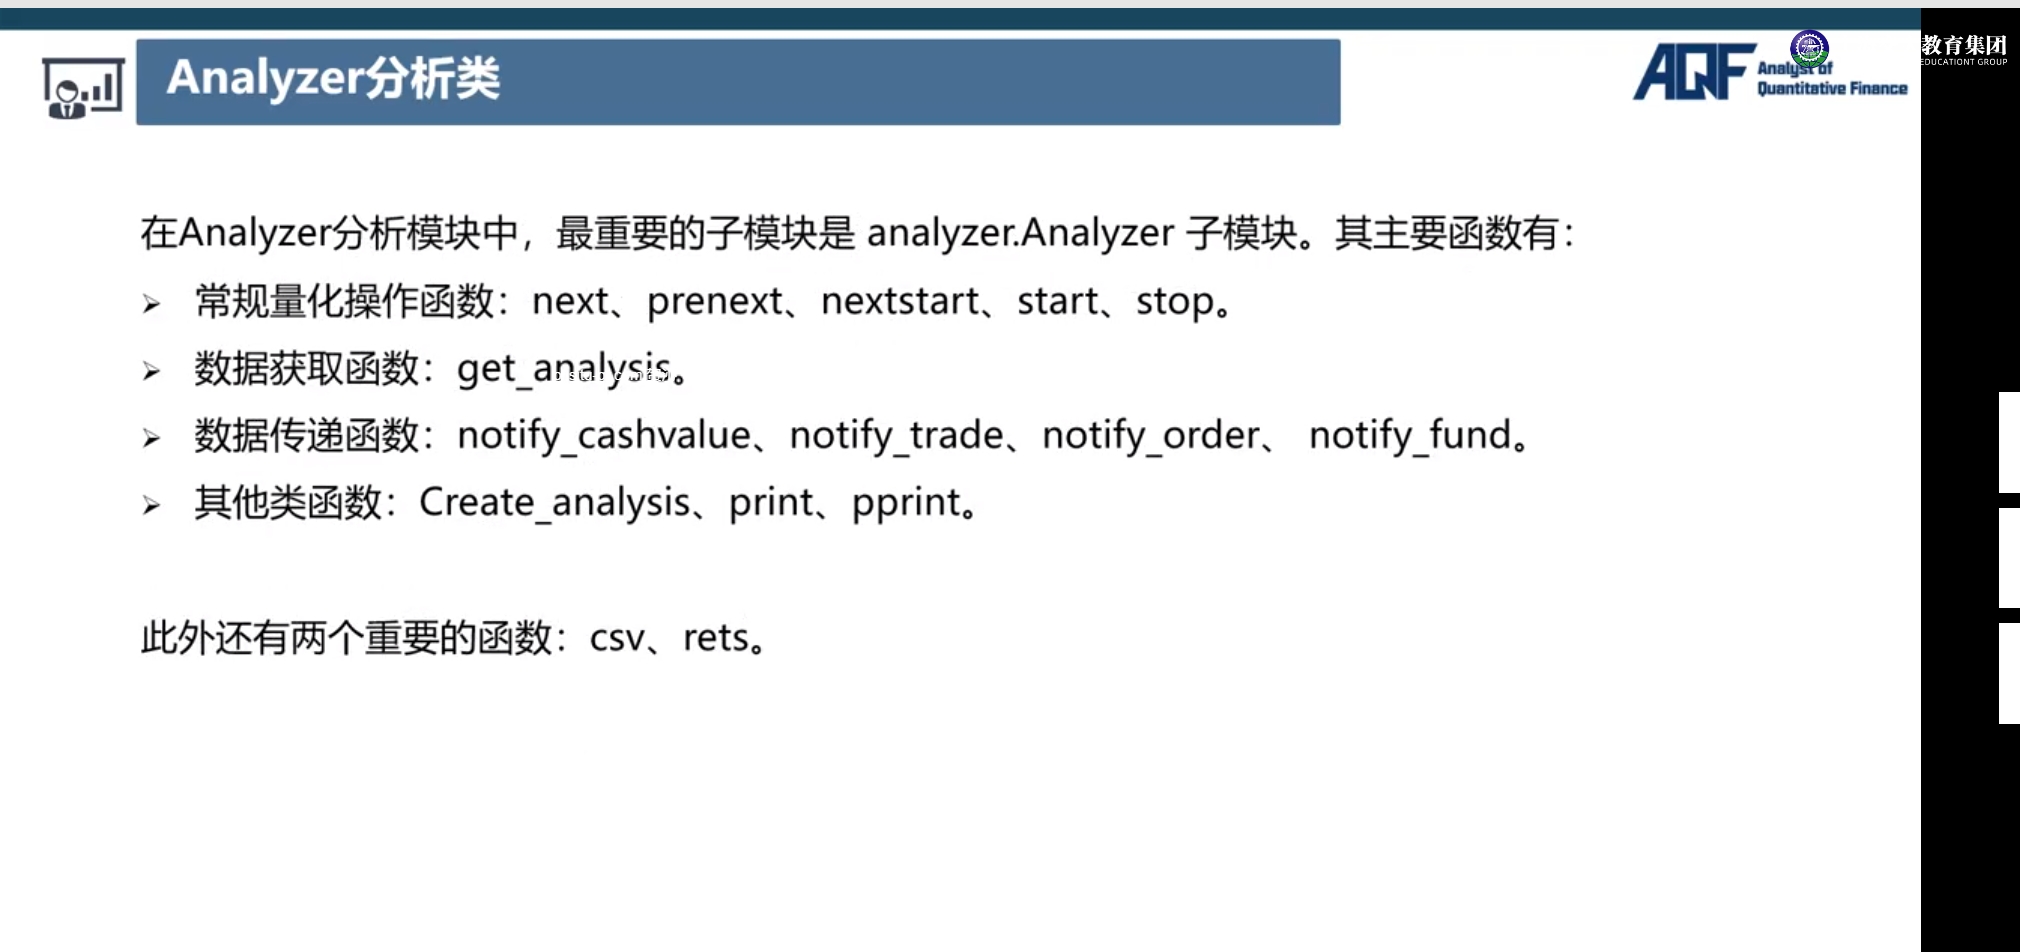 Analyzer分析类
AQF
Analyst of
Quantitative Finance
教育集团
EDUCATIONT GROUP
在Analyzer分析模块中，最重要的子模块是 analyzer.Analyzer 子模块。其主要函数有：
➢ 常规量化操作函数：next、prenext、nextstart、start、stop。
➢ 数据获取函数：get_analysis。
➢ 数据传递函数：notify_cashvalue、notify_trade、notify_order、 notify_fund。
➢ 其他类函数：Create_analysis、print、pprint。
此外还有两个重要的函数：csv、rets。